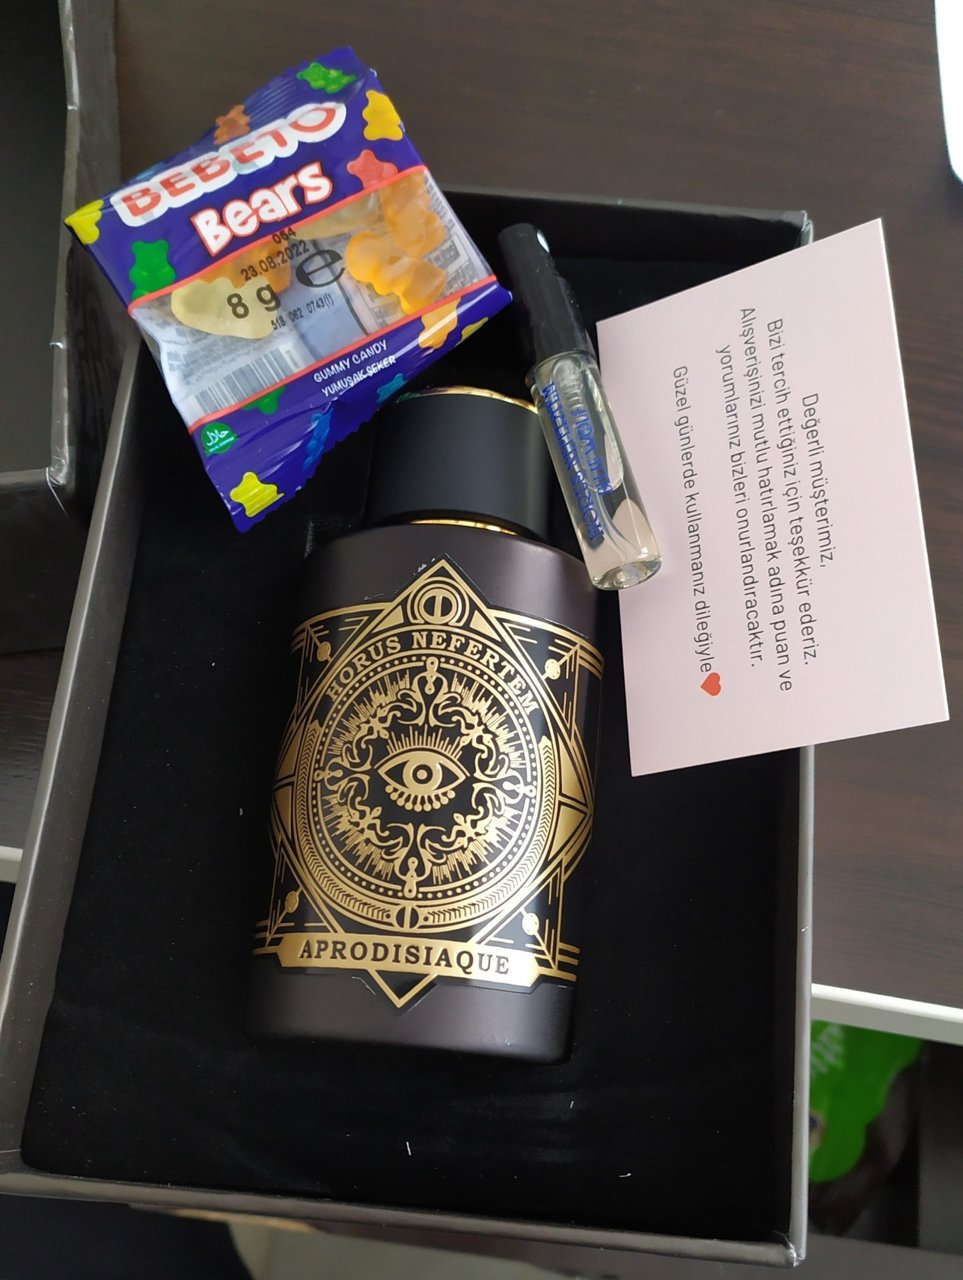 BEBETO
Bears
054
23.08.2022
8 g e
GUMMY CANDY
YUMUŞAK ŞEKER
HORUS NEFERTEM
APRODISIAQUE
Değerli müşterimiz,
Bizi tercih ettiğiniz için teşekkür ederiz.
Alışverişinizi mutlu hatırlamak adına puan ve
yorumlarınız bizleri onurlandıracaktır.
Güzel günlerde kullanmanız dileğiyle❤